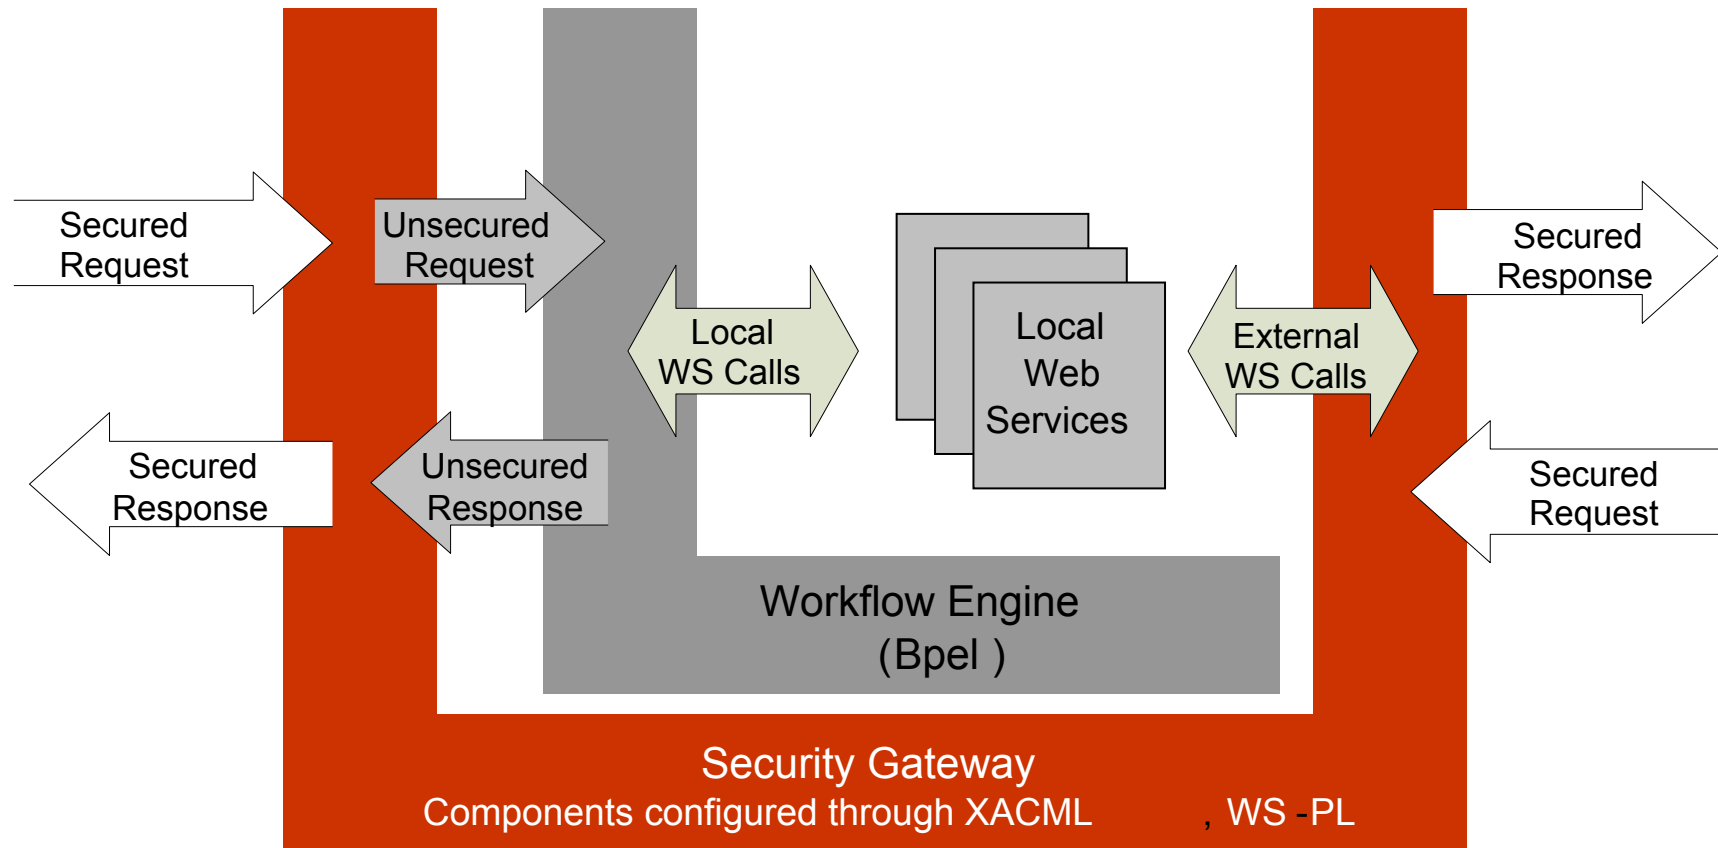 Secured
Request
Unsecured
Request
Local
WS Calls
Local
Web
Services
External
WS Calls
Secured
Response
Secured
Response
Unsecured
Response
Secured
Request
Workflow Engine
(Bpel )
Security Gateway
Components configured through XACML , WS -PL